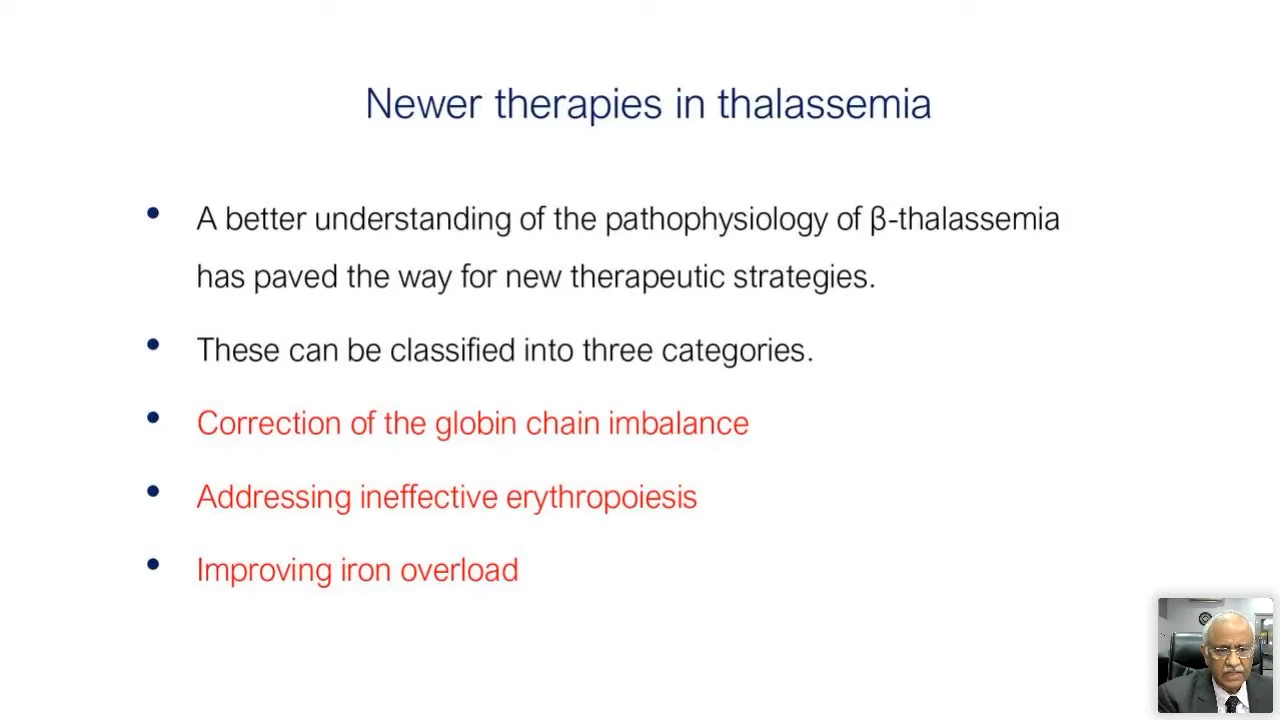 Newer therapies in thalassemia
• A better understanding of the pathophysiology of β-thalassemia
has paved the way for new therapeutic strategies.
• These can be classified into three categories.
• Correction of the globin chain imbalance
• Addressing ineffective erythropoiesis
• Improving iron overload